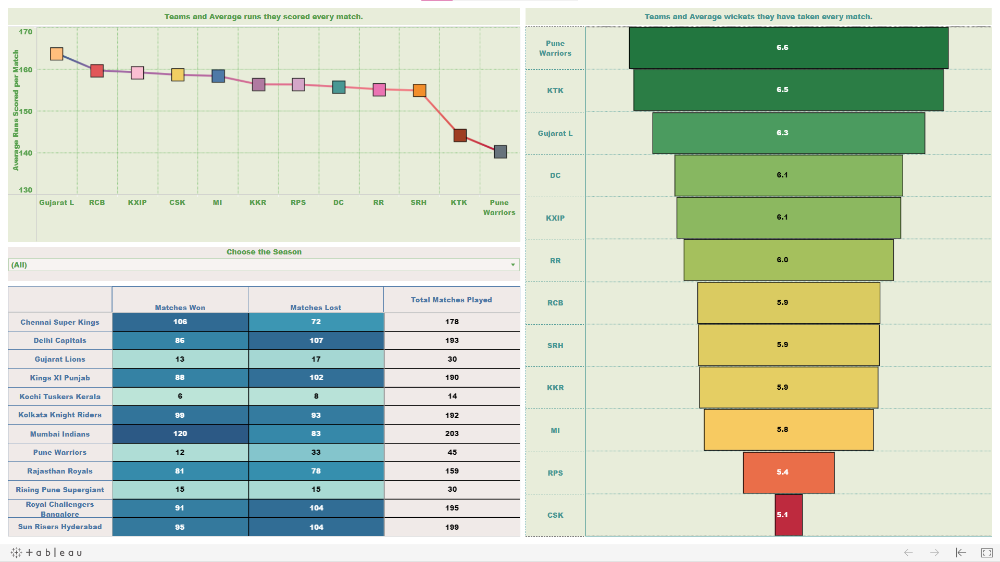 Teams and Average runs they scored every match.
Average Runs Scored per Match
170
160
150
140
130
Gujarat L
RCB
KXIP
CSK
MI
KKR
RPS
DC
RR
SRH
KTK
Pune
Warriors
Choose the Season
(All)
Matches Won
Matches Lost
Total Matches Played
Chennai Super Kings 106 72 178
Delhi Capitals 86 107 193
Gujarat Lions 13 17 30
Kings XI Punjab 88 102 190
Kochi Tuskers Kerala 6 8 14
Kolkata Knight Riders 99 93 192
Mumbai Indians 120 83 203
Pune Warriors 12 33 45
Rajasthan Royals 81 78 159
Rising Pune Supergiant 15 15 30
Royal Challengers
Bangalore 91 104 195
Sun Risers Hyderabad 95 104 199
Teams and Average wickets they have taken every match.
Pune
Warriors 6.6
KTK 6.5
Gujarat L 6.3
DC 6.1
KXIP 6.1
RR 6.0
RCB 5.9
SRH 5.9
KKR 5.9
MI 5.8
RPS 5.4
CSK 5.1
+ableau